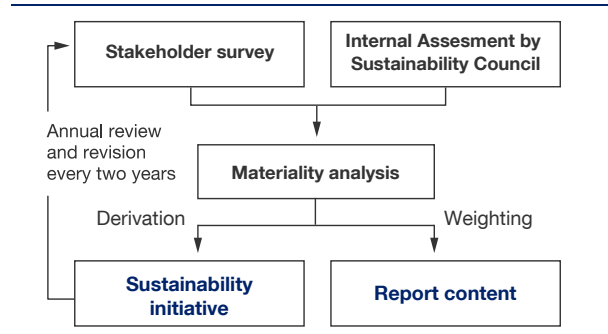 Stakeholder survey
Internal Assesment by
Sustainability Council
Annual review
and revision
every two years
Materiality analysis
Derivation
Weighting
Sustainability
initiative
Report content